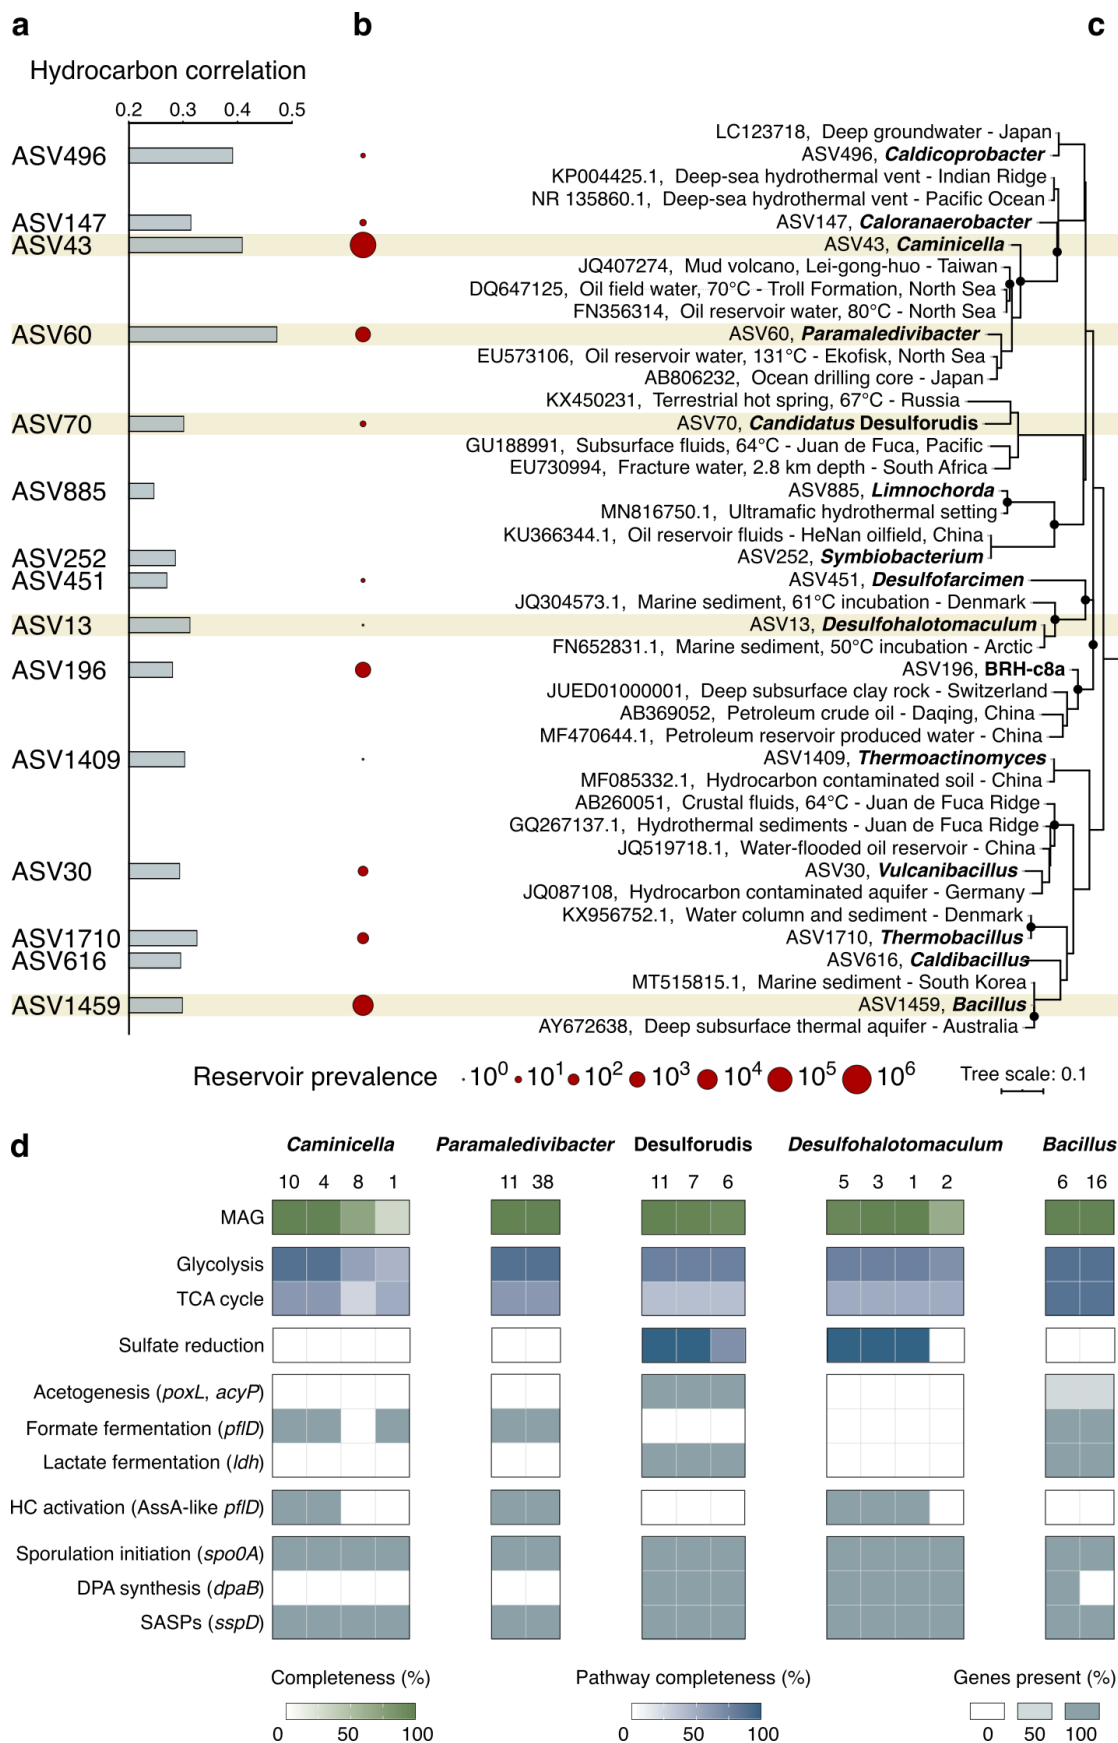 a
b
c
Hydrocarbon correlation
0.2 0.3 0.4 0.5
LC123718, Deep groundwater - Japan
ASV496 ASV496, Caldicoprobacter
KP004425.1, Deep-sea hydrothermal vent - Indian Ridge
NR 135860.1, Deep-sea hydrothermal vent - Pacific Ocean
ASV147 ASV147, Caloranaerobacter
ASV43 ASV43, Caminicella
JQ407274, Mud volcano, Lei-gong-huo - Taiwan
DQ647125, Oil field water, 70°C - Troll Formation, North Sea
FN356314, Oil reservoir water, 80°C - North Sea
ASV60 ASV60, Paramaledivibacter
EU573106, Oil reservoir water, 131°C - Ekofisk, North Sea
AB806232, Ocean drilling core - Japan
KX450231, Terrestrial hot spring, 67°C - Russia
ASV70 ASV70, Candidatus Desulforudis
GU188991, Subsurface fluids, 64°C - Juan de Fuca, Pacific
EU730994, Fracture water, 2.8 km depth - South Africa
ASV885 ASV885, Limnochorda
MN816750.1, Ultramafic hydrothermal setting
KU366344.1, Oil reservoir fluids - HeNan oilfield, China
ASV252 ASV252, Symbiobacterium
ASV451 ASV451, Desulfofarcimen
JQ304573.1, Marine sediment, 61°C incubation - Denmark
ASV13 ASV13, Desulfohalotomaculum
FN652831.1, Marine sediment, 50°C incubation - Arctic
ASV196 ASV196, BRH-c8a
JUED01000001, Deep subsurface clay rock - Switzerland
AB369052, Petroleum crude oil - Daqing, China
MF470644.1, Petroleum reservoir produced water - China
ASV1409 ASV1409, Thermoactinomyces
MF085332.1, Hydrocarbon contaminated soil - China
AB260051, Crustal fluids, 64°C - Juan de Fuca Ridge
GQ267137.1, Hydrothermal sediments - Juan de Fuca Ridge
JQ519718.1, Water-flooded oil reservoir - China
ASV30 ASV30, Vulcanibacillus
JQ087108, Hydrocarbon contaminated aquifer - Germany
KX956752.1, Water column and sediment - Denmark
ASV1710 ASV1710, Thermobacillus
ASV616 ASV616, Caldibacillus
MT515815.1, Marine sediment - South Korea
ASV1459 ASV1459, Bacillus
AY672638, Deep subsurface thermal aquifer - Australia
Reservoir prevalence 10⁰ 10¹ 10² 10³ 10⁴ 10⁵ 10⁶ Tree scale: 0.1
d
Caminicella Paramaledivibacter Desulforudis Desulfohalotomaculum Bacillus
10 4 8 1 11 38 11 7 6 5 3 1 2 6 16
MAG
Glycolysis
TCA cycle
Sulfate reduction
Acetogenesis (poxL, acyP)
Formate fermentation (pflD)
Lactate fermentation (ldh)
HC activation (AssA-like pflD)
Sporulation initiation (spo0A)
DPA synthesis (dpaB)
SASPs (sspD)
Completeness (%) Pathway completeness (%) Genes present (%)
0 50 100 0 50 100 0 50 100